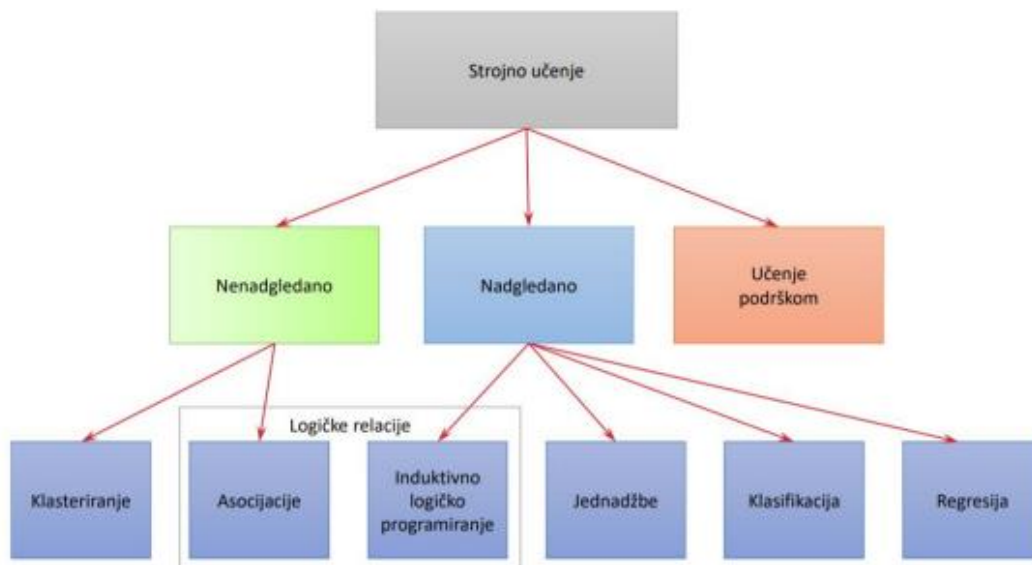 Strojno učenje
Nenadgledano
Nadgledano
Učenje
podrškom
Logičke relacije
Klasteriranje
Asocijacije
Induktivno
logičko
programiranje
Jednadžbe
Klasifikacija
Regresija